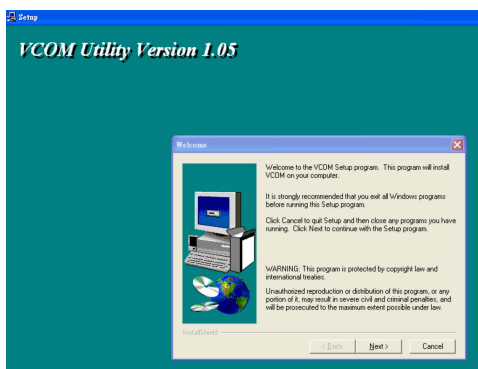 Setup
VCOM Utility Version 1.05
Welcome
Welcome to the VCOM Setup program. This program will install
VCOM on your computer.
It is strongly recommended that you exit all Windows programs
before running this Setup program.
Click Cancel to quit Setup and then close any programs you have
running. Click Next to continue with the Setup program.
WARNING: This program is protected by copyright law and
international treaties.
Unauthorized reproduction or distribution of this program, or any
portion of it, may result in severe civil and criminal penalties, and
will be prosecuted to the maximum extent possible under law.
InstallShield
< Back Next > Cancel